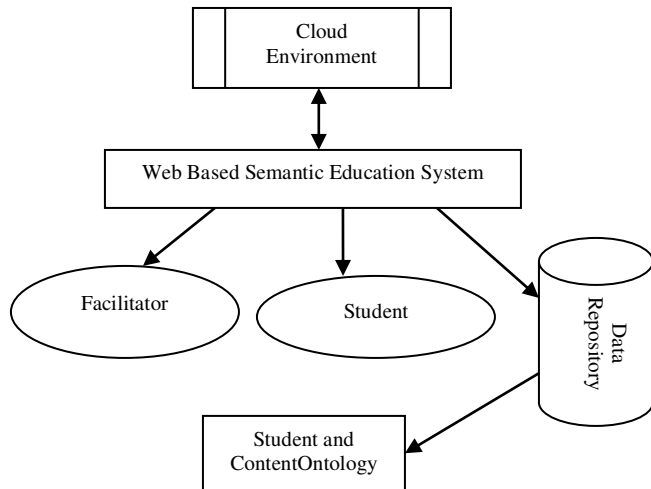 Cloud
Environment
Web Based Semantic Education System
Facilitator
Student
Data
Repository
Student and
ContentOntology